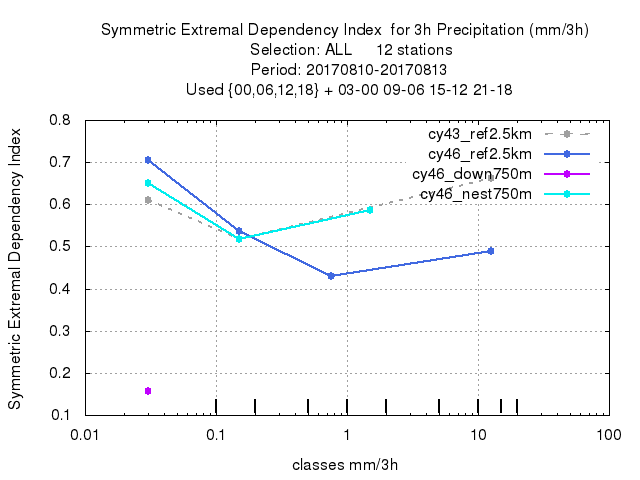 Symmetric Extremal Dependency Index  for 3h Precipitation (mm/3h)
Selection: ALL     12 stations
Period: 20170810-20170813
Used {00,06,12,18} + 03-00 09-06 15-12 21-18
Symmetric Extremal Dependency Index
0.8
0.7
0.6
0.5
0.4
0.3
0.2
0.1
cy43_ref2.5km
cy46_ref2.5km
cy46_down750m
cy46_nest750m
0.01 0.1 1 10 100
classes mm/3h